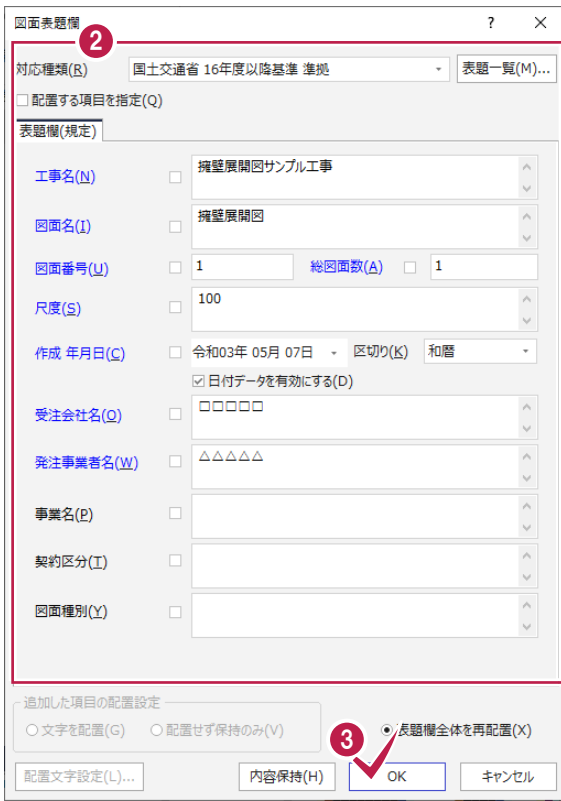 図面表題欄 ? ×
2
対応種類(R) 国土交通省 16年度以降基準 準拠 表題一覧(M)...
配置する項目を指定(Q)
表題欄(規定)
工事名(N) 擁壁展開図サンプル工事
図面名(I) 擁壁展開図
図面番号(U) 1 総図面数(A) 1
尺度(S) 100
作成 年月日(C) 令和03年 05月 07日 区切り(K) 和暦
日付データを有効にする(D)
受注会社名(O) □□□□□
発注事業者名(W) △△△△△
事業名(P)
契約区分(T)
図面種別(Y)
追加した項目の配置設定
文字を配置(G) 配置せず保持のみ(V) 表題欄全体を再配置(X)
3
配置文字設定(L)... 内容保持(H) OK キャンセル